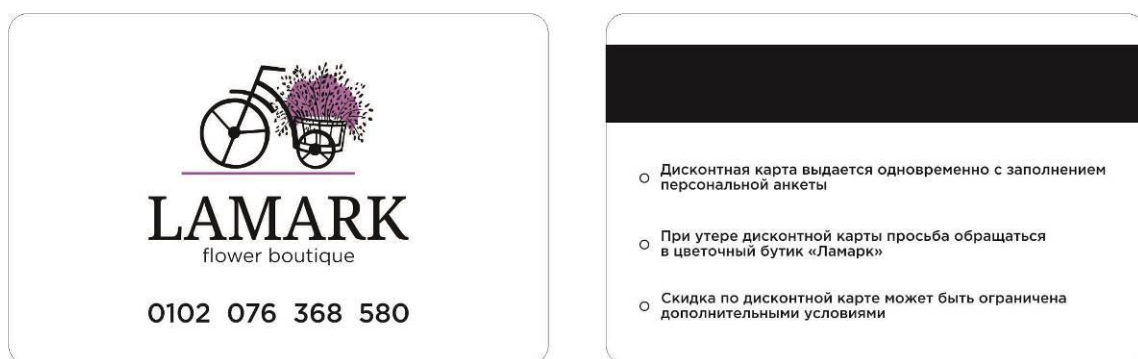 LAMARK
flower boutique
0102 076 368 580
Дисконтная карта выдается одновременно с заполнением
персональной анкеты
При утере дисконтной карты просьба обращаться
в цветочный бутик «Ламарк»
Скидка по дисконтной карте может быть ограничена
дополнительными условиями